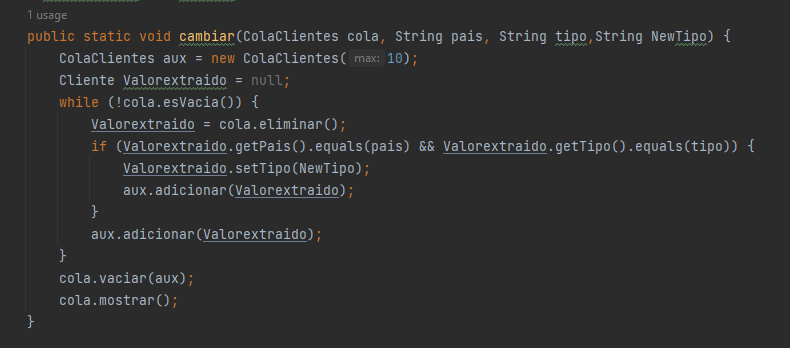 1 usage
public static void cambiar(ColaClientes cola, String pais, String tipo,String NewTipo) {
ColaClientes aux = new ColaClientes( max: 10);
Cliente Valorextraido = null;
while (!cola.esVacia()) {
Valorextraido = cola.eliminar();
if (Valorextraido.getPais().equals(pais) && Valorextraido.getTipo().equals(tipo)) {
Valorextraido.setTipo(NewTipo);
aux.adicionar(Valorextraido);
}
aux.adicionar(Valorextraido);
}
cola.vaciar(aux);
cola.mostrar();
}